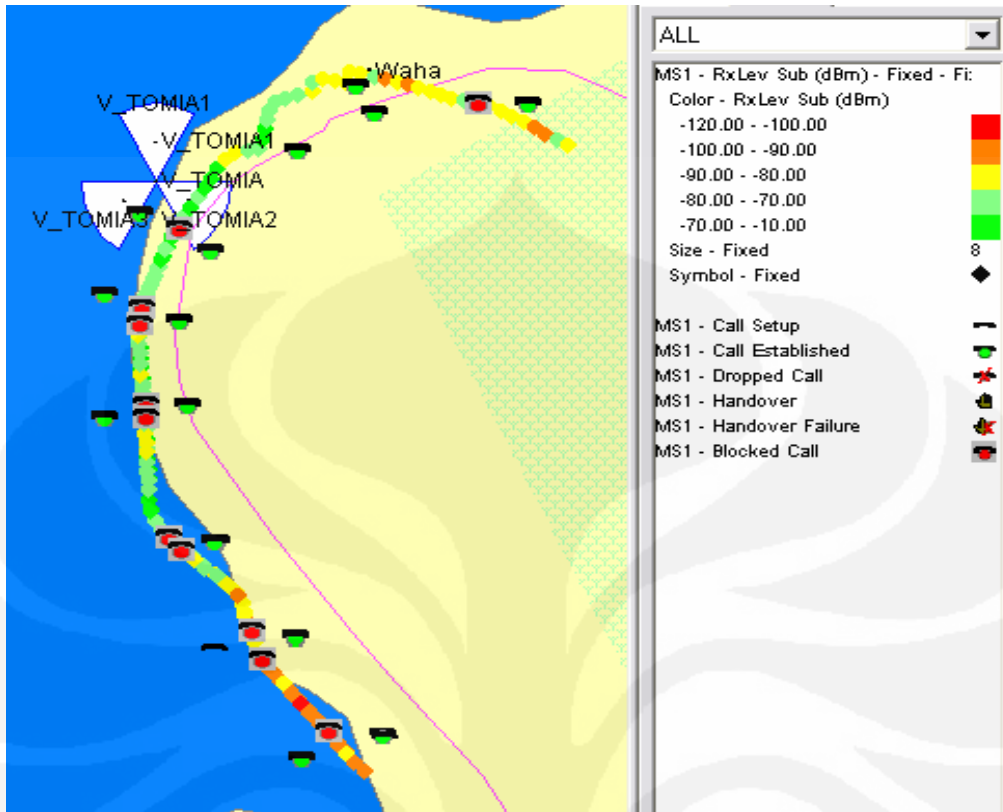 Waha
V_TOMIA1
-V_TOMIA1
V_TOMIA
V_TOMIA3
V_TOMIA2
ALL
MS1 - RxLev Sub (dBm) - Fixed - Fi:
Color - RxLev Sub (dBm)
-120.00 - -100.00
-100.00 - -90.00
-90.00 - -80.00
-80.00 - -70.00
-70.00 - -10.00
Size - Fixed 8
Symbol - Fixed
MS1 - Call Setup
MS1 - Call Established
MS1 - Dropped Call
MS1 - Handover
MS1 - Handover Failure
MS1 - Blocked Call